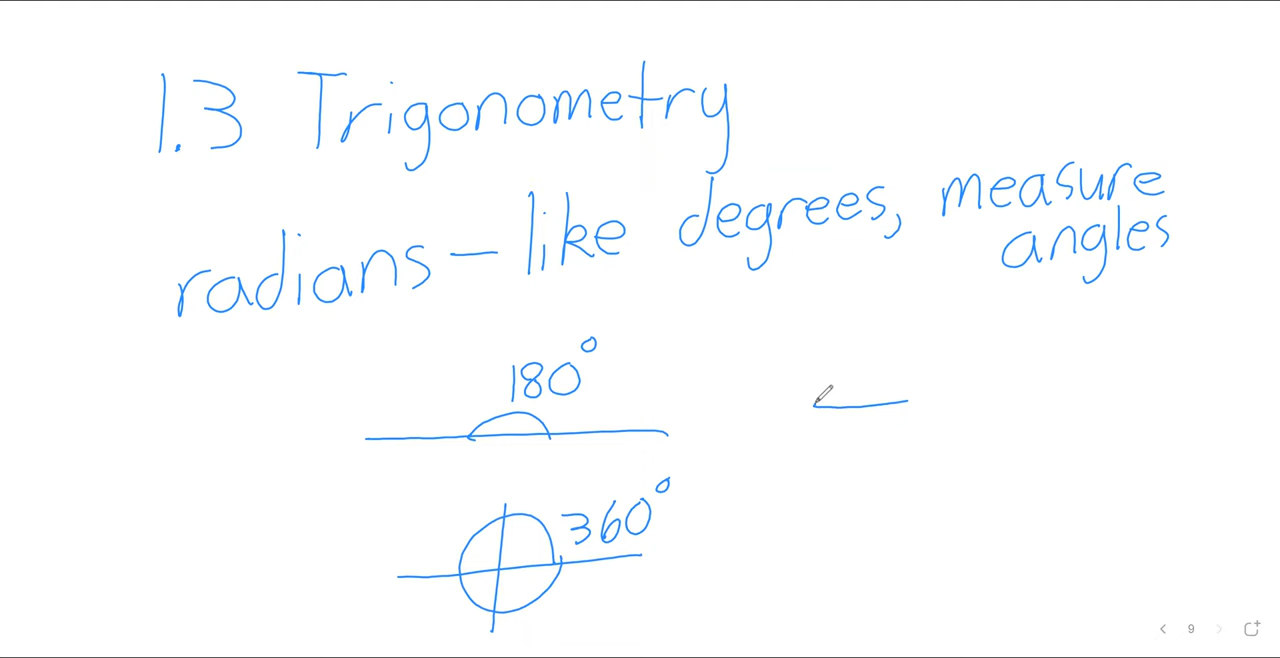 1.3 Trigonometry
radians – like degrees, measure
angles
180°
360°
9